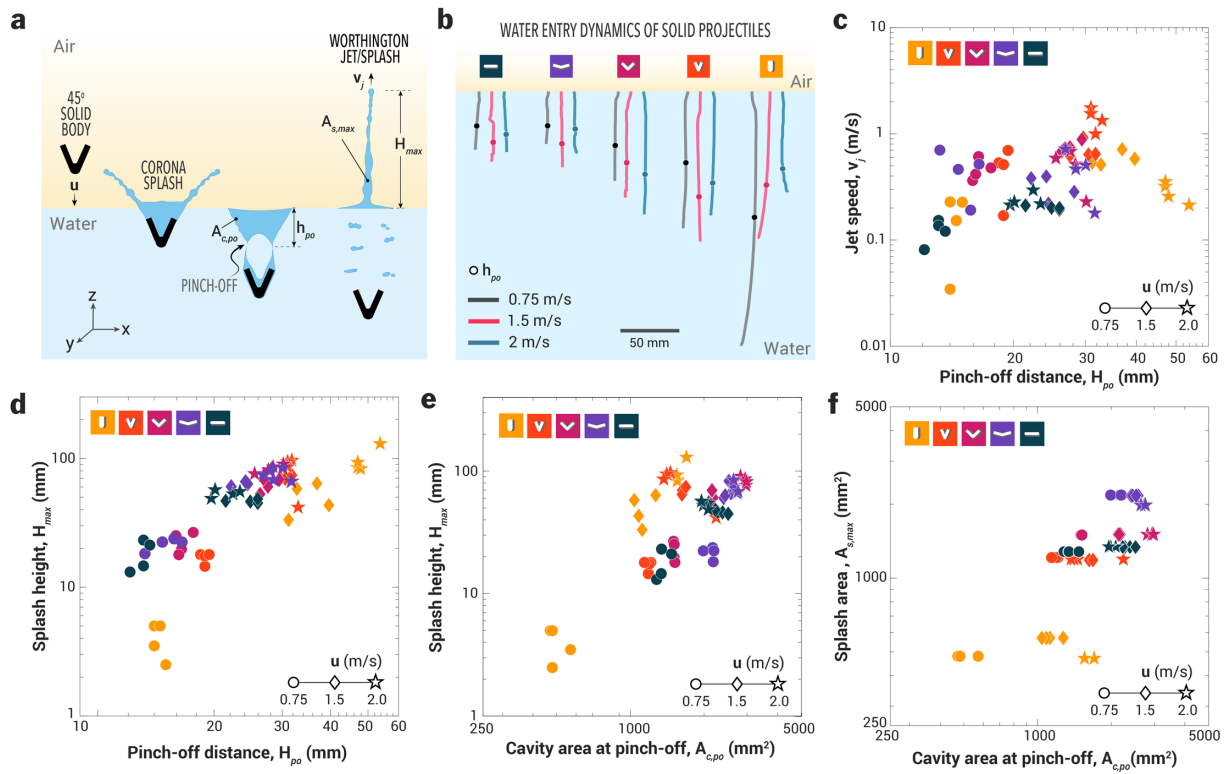 a
Air
WORTHINGTON
JET/SPLASH
v_j
45º
SOLID
BODY
u
CORONA
SPLASH
A_s,max
H_max
Water
A_c,po
h_po
PINCH-OFF
z
x
y
b
WATER ENTRY DYNAMICS OF SOLID PROJECTILES
Air
h_po
0.75 m/s
1.5 m/s
2 m/s
50 mm
Water
c
Jet speed, v_j (m/s)
10
1
0.1
0.01
u (m/s)
0.75 1.5 2.0
10 20 30 40 50 60
Pinch-off distance, H_po (mm)
d
Splash height, H_max (mm)
100
10
1
u (m/s)
0.75 1.5 2.0
10 20 30 40 50 60
Pinch-off distance, H_po (mm)
e
Splash height, H_max (mm)
100
10
1
u (m/s)
0.75 1.5 2.0
250 1000 5000
Cavity area at pinch-off, A_c,po (mm²)
f
Splash area , A_s,max (mm²)
5000
1000
250
u (m/s)
0.75 1.5 2.0
250 1000 5000
Cavity area at pinch-off, A_c,po(mm²)